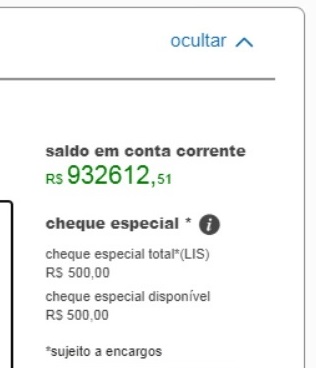 ocultar
saldo em conta corrente
R$ 932612,51
cheque especial * i
cheque especial total*(LIS)
R$ 500,00
cheque especial disponível
R$ 500,00
*sujeito a encargos